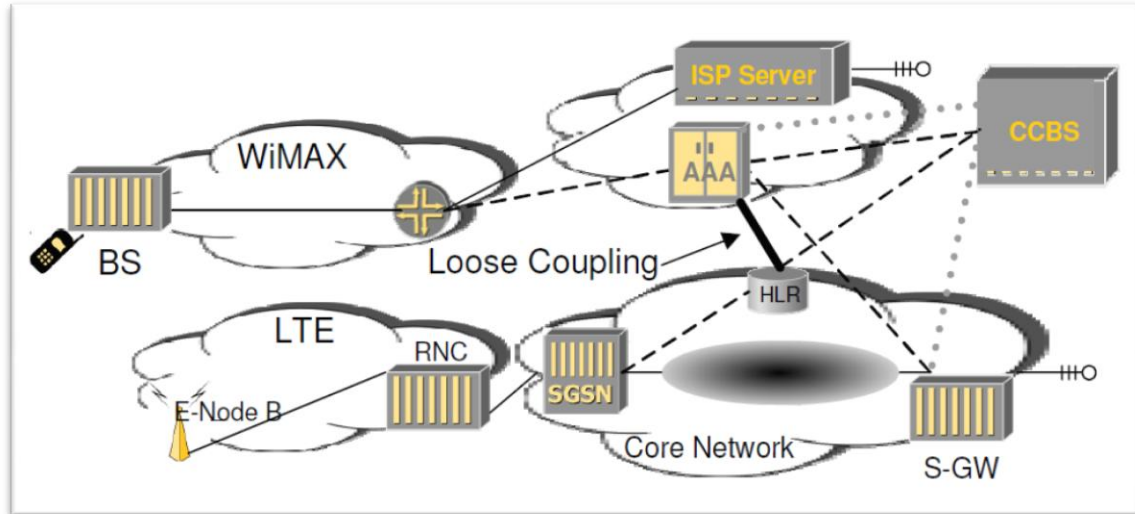 ISP Server
CCBS
WiMAX
AAA
BS
Loose Coupling
HLR
LTE
RNC
SGSN
E-Node B
Core Network
S-GW